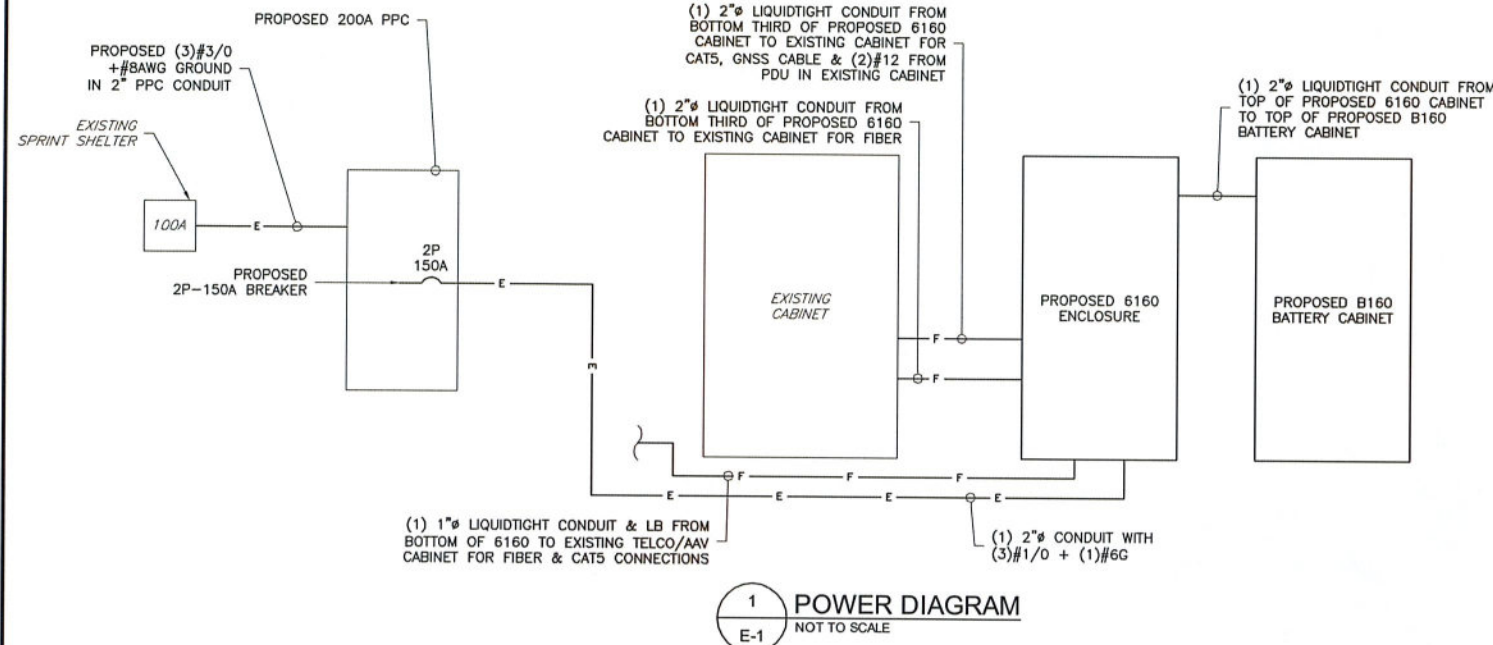 PROPOSED 200A PPC
PROPOSED (3)#3/0
+#8AWG GROUND
IN 2" PPC CONDUIT
EXISTING
SPRINT SHELTER
100A
E
PROPOSED
2P-150A BREAKER
2P
150A
E
E
(1) 2"ø LIQUIDTIGHT CONDUIT FROM
BOTTOM THIRD OF PROPOSED 6160
CABINET TO EXISTING CABINET FOR
CAT5, GNSS CABLE & (2)#12 FROM
PDU IN EXISTING CABINET
(1) 2"ø LIQUIDTIGHT CONDUIT FROM
BOTTOM THIRD OF PROPOSED 6160
CABINET TO EXISTING CABINET FOR FIBER
(1) 2"ø LIQUIDTIGHT CONDUIT FROM
TOP OF PROPOSED 6160 CABINET
TO TOP OF PROPOSED B160
BATTERY CABINET
EXISTING
CABINET
F
F
PROPOSED 6160
ENCLOSURE
PROPOSED B160
BATTERY CABINET
F F F
E E E E
(1) 1"ø LIQUIDTIGHT CONDUIT & LB FROM
BOTTOM OF 6160 TO EXISTING TELCO/AAV
CABINET FOR FIBER & CAT5 CONNECTIONS
(1) 2"ø CONDUIT WITH
(3)#1/0 + (1)#6G
1
E-1
POWER DIAGRAM
NOT TO SCALE